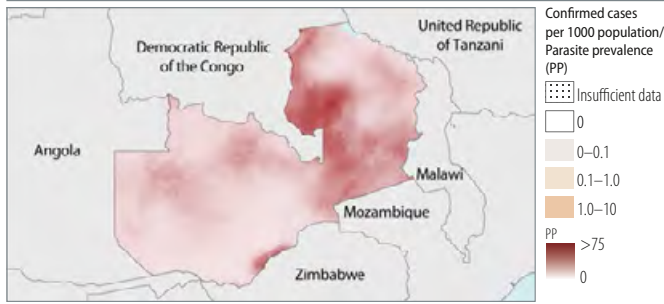 Democratic Republic
of the Congo
United Republic
of Tanzani
Angola
Malawi
Mozambique
Zimbabwe
Confirmed cases
per 1000 population/
Parasite prevalence
(PP)
Insufficient data
0
0–0.1
0.1–1.0
1.0–10
PP
>75
0